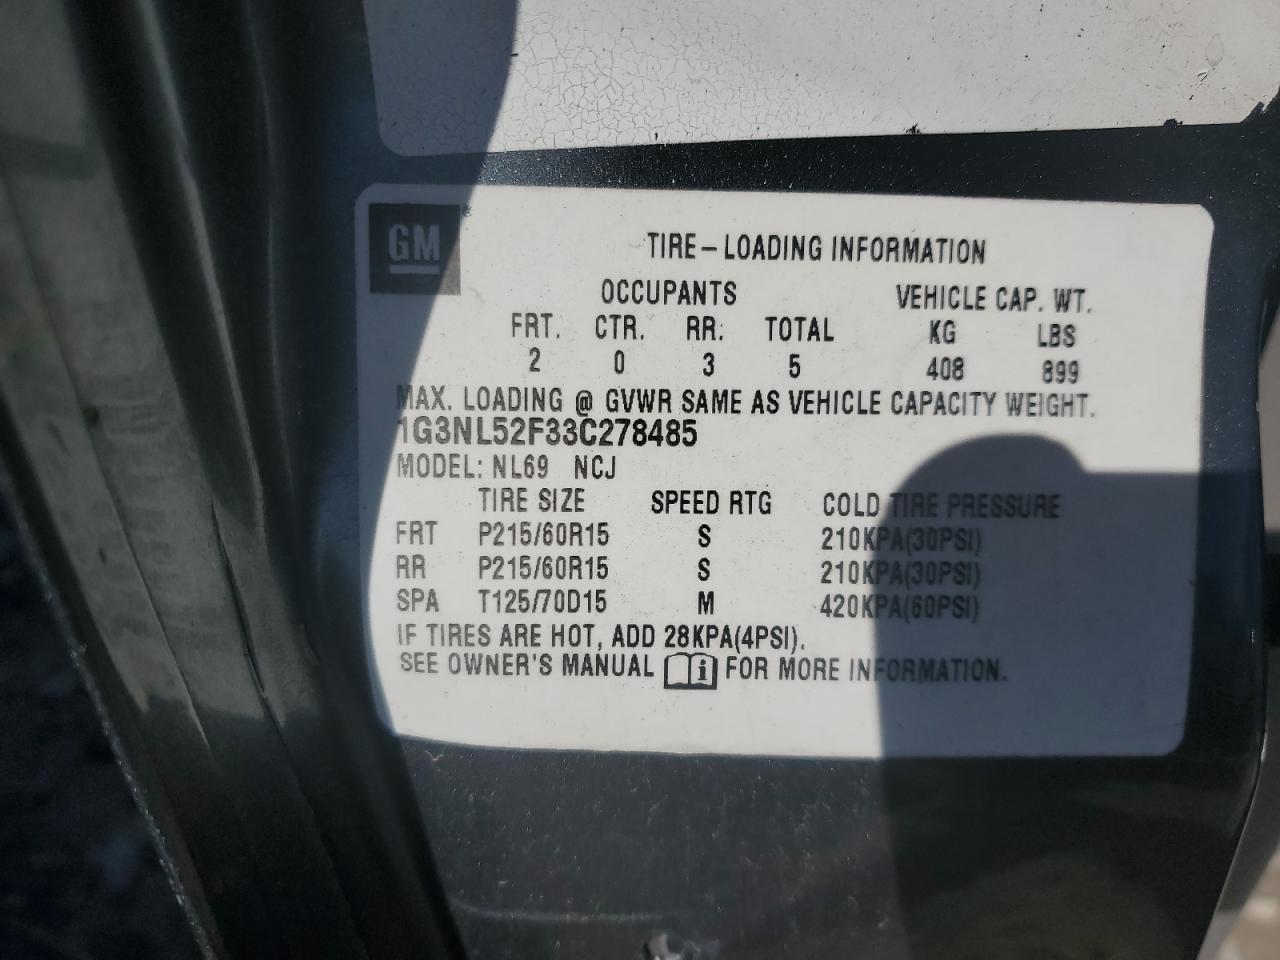 GM
TIRE-LOADING INFORMATION
OCCUPANTS VEHICLE CAP. WT.
FRT. CTR. RR. TOTAL KG LBS
2 0 3 5 408 899
MAX. LOADING @ GVWR SAME AS VEHICLE CAPACITY WEIGHT.
1G3NL52F33C278485
MODEL: NL69 NCJ
TIRE SIZE SPEED RTG COLD TIRE PRESSURE
FRT P215/60R15 S 210KPA(30PSI)
RR P215/60R15 S 210KPA(30PSI)
SPA T125/70D15 M 420KPA(60PSI)
IF TIRES ARE HOT, ADD 28KPA(4PSI).
SEE OWNER'S MANUAL i FOR MORE INFORMATION.